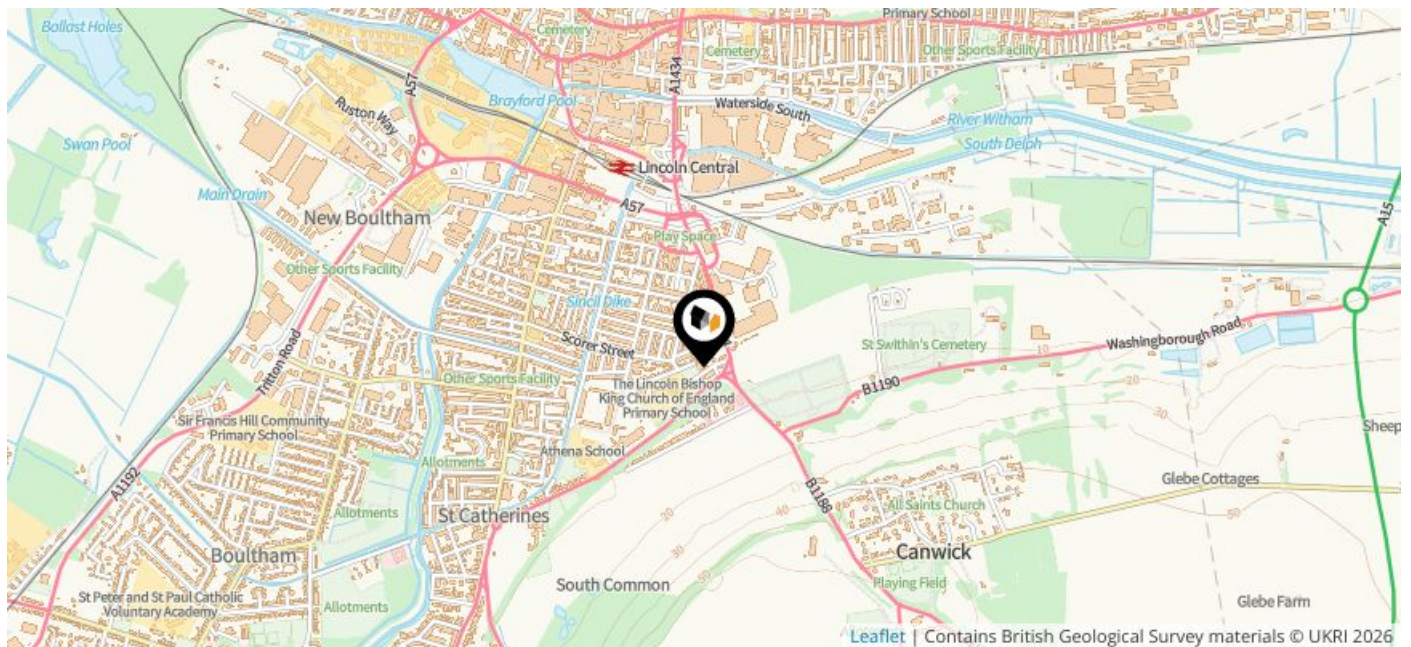 Ballast Holes
Cemetery
Primary School
Cemetery
Other Sports Facility
A57
A1434
Brayford Pool
Ruston Way
Waterside South
River Witham
South Delph
Swan Pool
Lincoln Central
Main Drain
A57
A15
New Boultham
Play Space
Other Sports Facility
Sincil Dike
Scorer Street
Washingborough Road
St Swithin's Cemetery
Tritton Road
Other Sports Facility
The Lincoln Bishop
King Church of England
Primary School
B1190
Sir Francis Hill Community
Primary School
Sheep
Athena School
Allotments
A1192
Glebe Cottages
B1188
All Saints Church
Allotments
St Catherines
Boultham
Canwick
10
20
20
30
40
50
50
South Common
Playing Field
St Peter and St Paul Catholic
Voluntary Academy
Allotments
Glebe Farm
Leaflet | Contains British Geological Survey materials © UKRI 2026